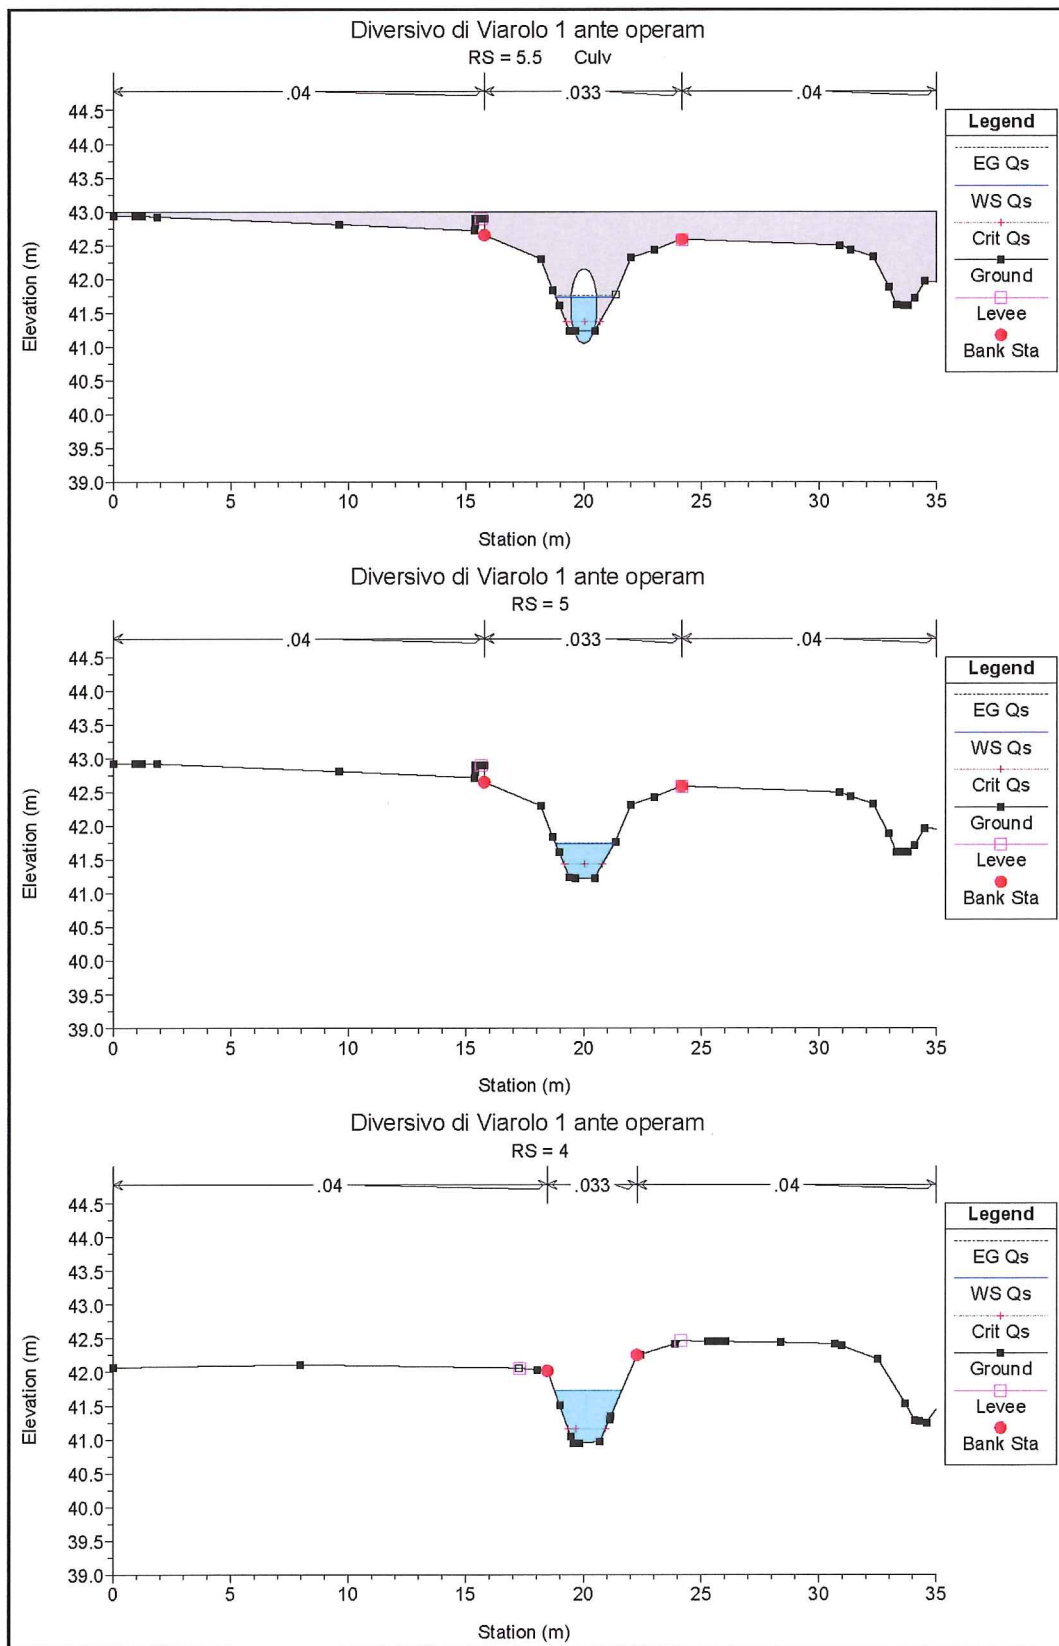 Diversivo di Viarolo 1 ante operam
RS = 5.5 Culv
.04 .033 .04
44.5
44.0
43.5
43.0
42.5
42.0
41.5
41.0
40.5
40.0
39.5
39.0
Elevation (m)
0 5 10 15 20 25 30 35
Station (m)
Legend
EG Qs
WS Qs
Crit Qs
Ground
Levee
Bank Sta
Diversivo di Viarolo 1 ante operam
RS = 5
.04 .033 .04
44.5
44.0
43.5
43.0
42.5
42.0
41.5
41.0
40.5
40.0
39.5
39.0
Elevation (m)
0 5 10 15 20 25 30 35
Station (m)
Legend
EG Qs
WS Qs
Crit Qs
Ground
Levee
Bank Sta
Diversivo di Viarolo 1 ante operam
RS = 4
.04 .033 .04
44.5
44.0
43.5
43.0
42.5
42.0
41.5
41.0
40.5
40.0
39.5
39.0
Elevation (m)
0 5 10 15 20 25 30 35
Station (m)
Legend
EG Qs
WS Qs
Crit Qs
Ground
Levee
Bank Sta